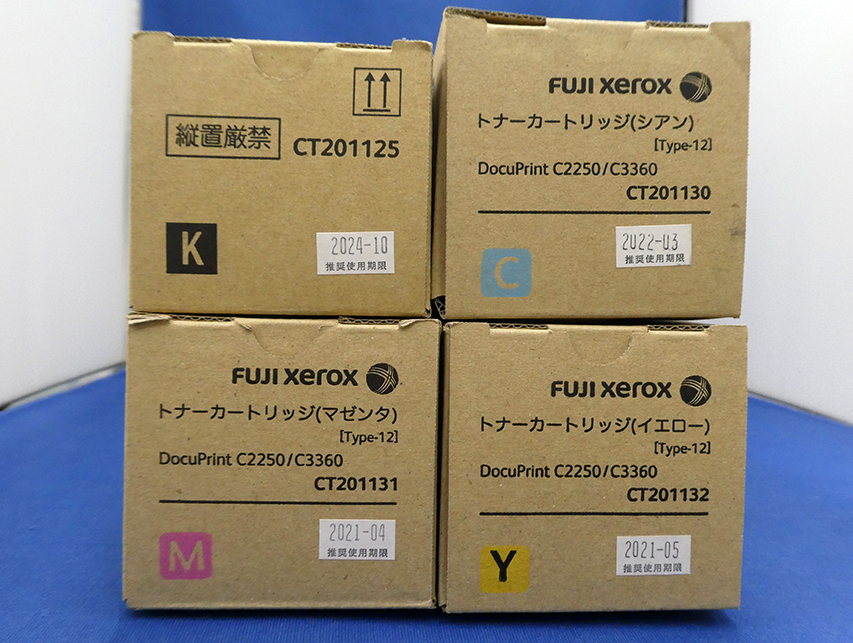 縦置厳禁
CT201125
K
2024-10
推奨使用期限
FUJI xerox
トナーカートリッジ(シアン)
[Type-12]
DocuPrint C2250/C3360
CT201130
C
2022-03
推奨使用期限
FUJI xerox
トナーカートリッジ(マゼンタ)
[Type-12]
DocuPrint C2250/C3360
CT201131
M
2021-04
推奨使用期限
FUJI xerox
トナーカートリッジ(イエロー)
[Type-12]
DocuPrint C2250/C3360
CT201132
Y
2021-05
推奨使用期限